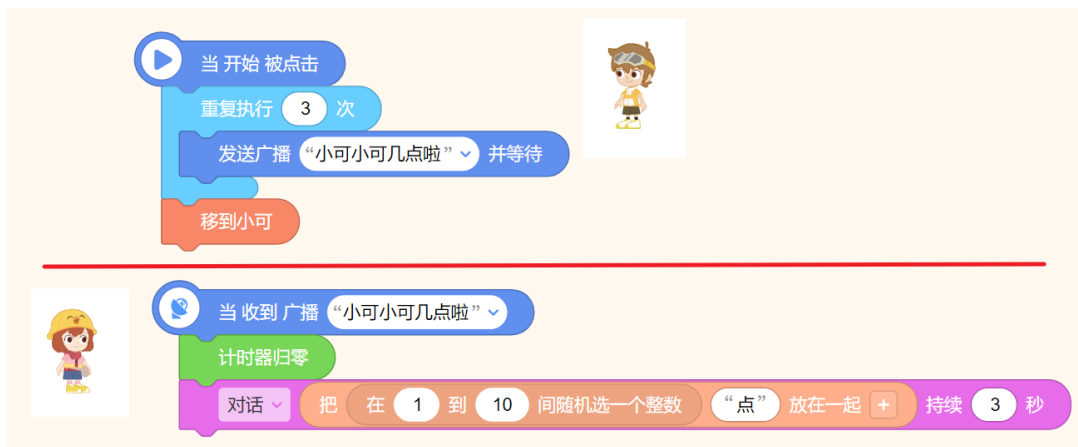 当 开始 被点击
重复执行 3 次
发送广播 “小可小可几点啦” 并等待
移到小可
当 收到 广播 “小可小可几点啦”
计时器归零
对话 把 在 1 到 10 间随机选一个整数 “点” 放在一起 + 持续 3 秒